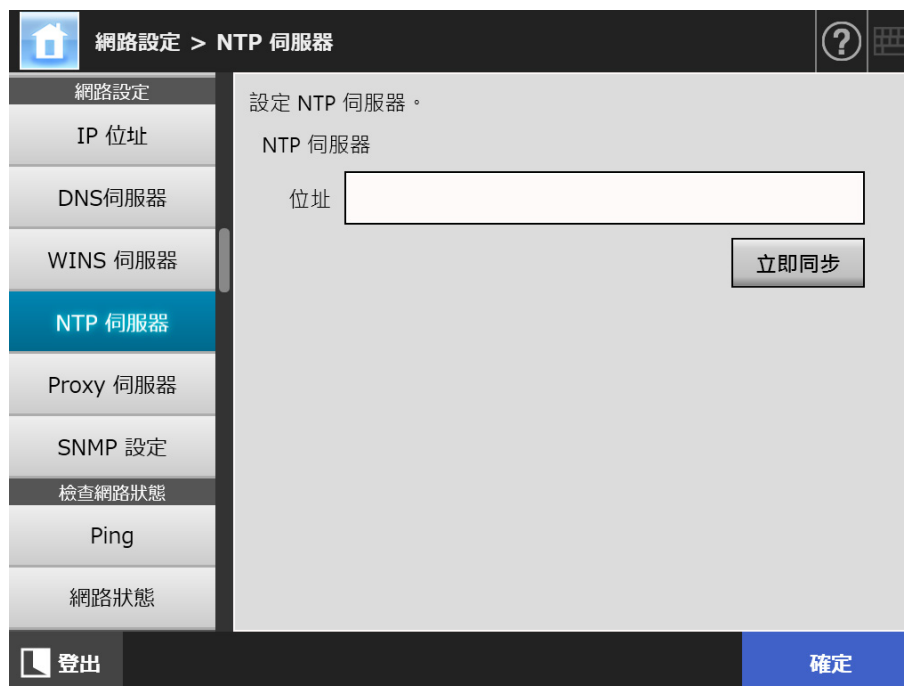 網路設定 > NTP 伺服器
網路設定
IP 位址
DNS伺服器
WINS 伺服器
NTP 伺服器
Proxy 伺服器
SNMP 設定
檢查網路狀態
Ping
網路狀態
設定 NTP 伺服器。
NTP 伺服器
位址
立即同步
登出
確定